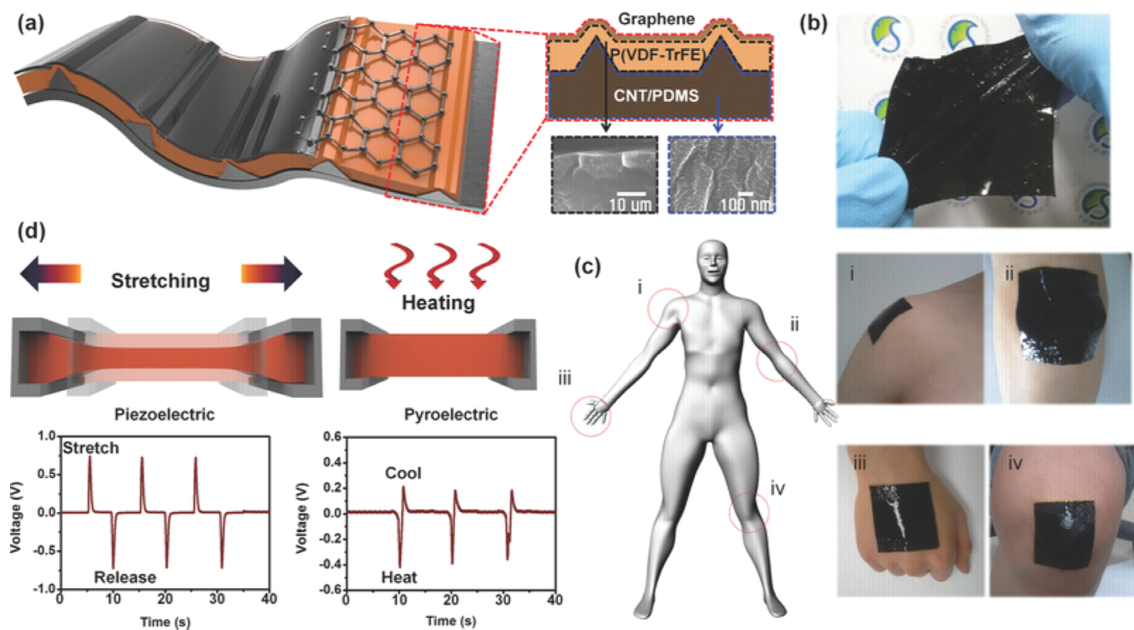 (a)
Graphene
P(VDF-TrFE)
CNT/PDMS
10 um
100 nm
(b)
(d)
Stretching
Heating
Piezoelectric
Pyroelectric
Stretch
Release
Voltage (V)
1.0
0.5
0.0
-0.5
-1.0
0 10 20 30 40
Time (s)
Cool
Heat
Voltage (V)
0.6
0.4
0.2
0.0
-0.2
-0.4
-0.6
0 10 20 30 40
Time (s)
(c)
i
ii
iii
iv
i
ii
iii
iv